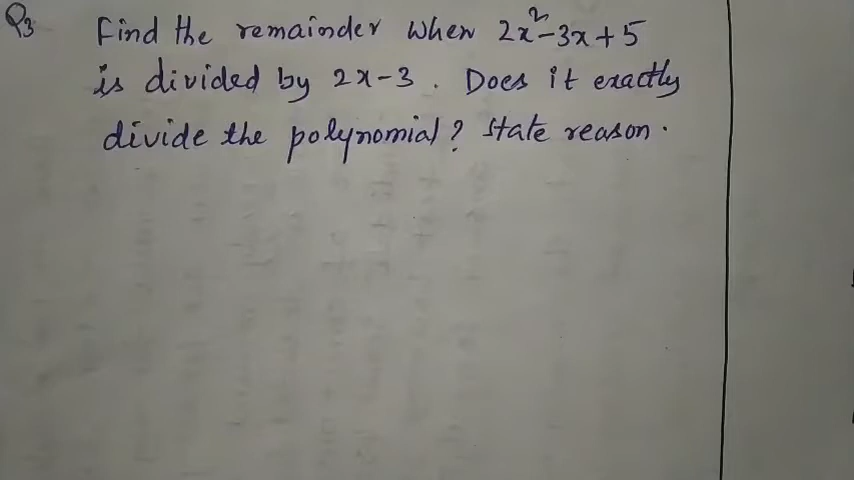 Q3 Find the remainder when 2x²-3x+5
is divided by 2x-3. Does it exactly
divide the polynomial? State reason.